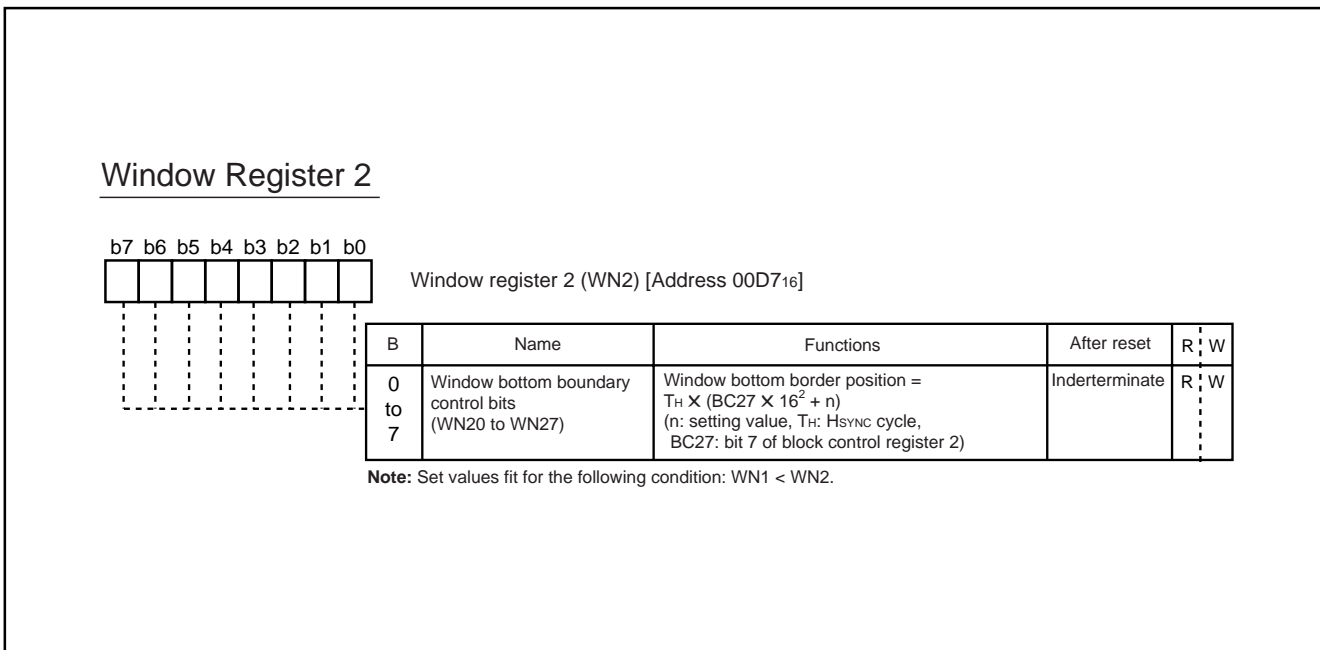 Window Register 2
b7 b6 b5 b4 b3 b2 b1 b0
Window register 2 (WN2) [Address 00D7₁₆]
B Name Functions After reset R W
0 to 7
Window bottom boundary
control bits
(WN20 to WN27)
Window bottom border position =
TH X (BC27 X 16² + n)
(n: setting value, TH: HSYNC cycle,
BC27: bit 7 of block control register 2)
Inderterminate R W
Note: Set values fit for the following condition: WN1 < WN2.